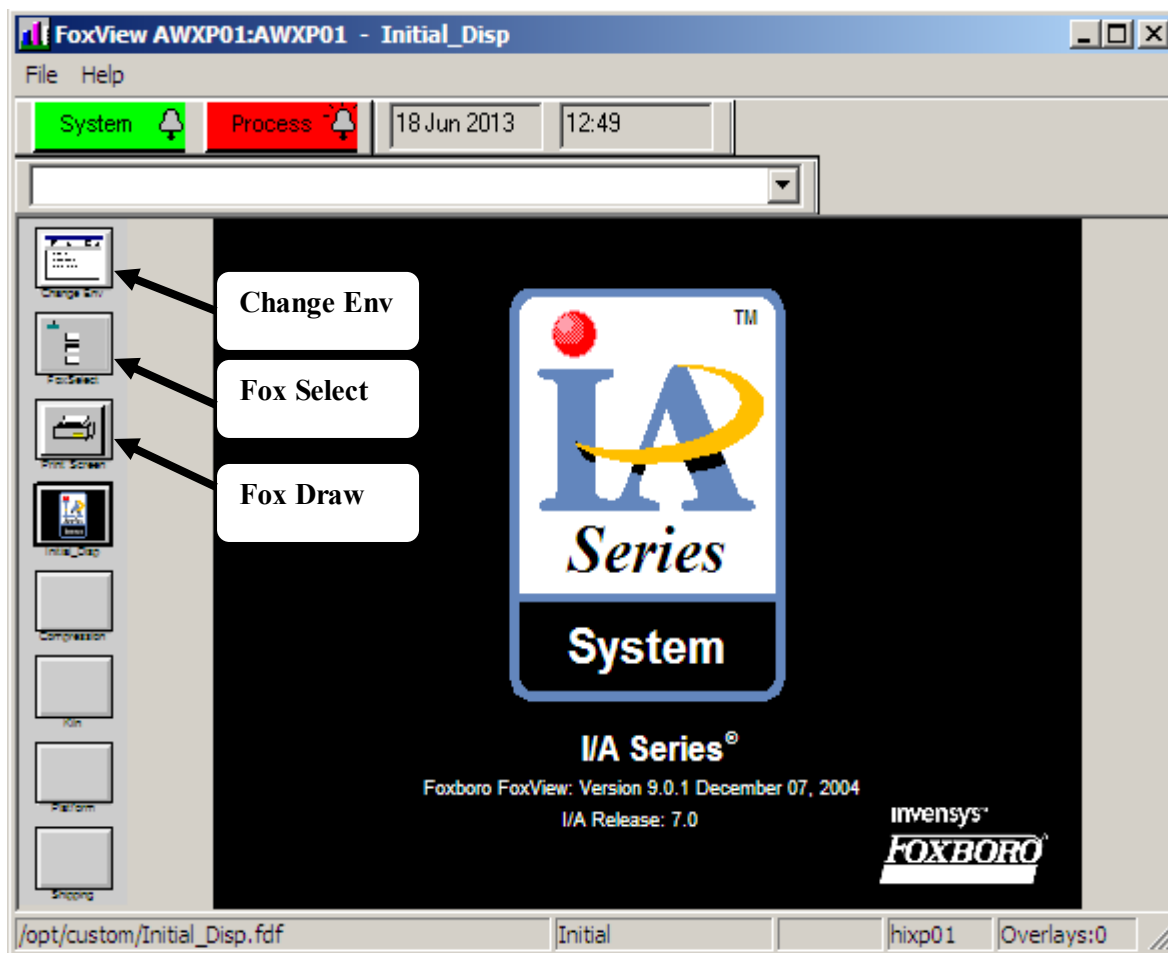 FoxView AWXP01:AWXP01 - Initial_Disp
File Help
System Process 18 Jun 2013 12:49
Change Env
Change Env
FoxSelect
Fox Select
Print Screen
Fox Draw
Initial_Disp
Compression
Kiln
Platform
Shipping
TM
IA
Series
System
I/A Series®
Foxboro FoxView: Version 9.0.1 December 07, 2004
I/A Release: 7.0
invensys™
FOXBORO®
/opt/custom/Initial_Disp.fdf Initial hixp01 Overlays:0